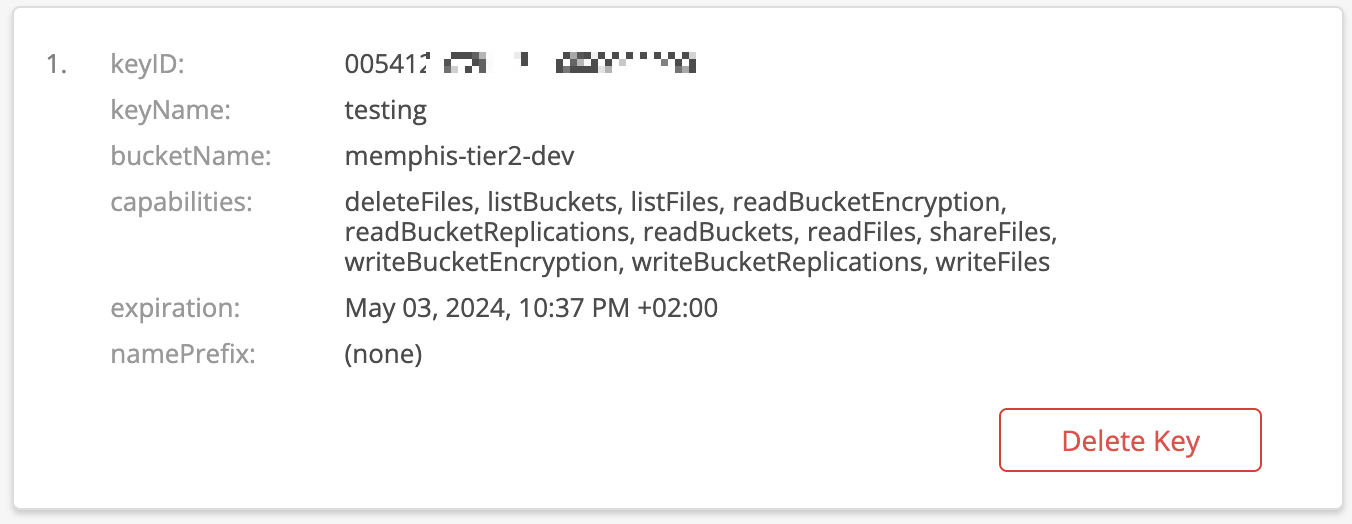 1. keyID: 00541
keyName: testing
bucketName: memphis-tier2-dev
capabilities: deleteFiles, listBuckets, listFiles, readBucketEncryption,
readBucketReplications, readBuckets, readFiles, shareFiles,
writeBucketEncryption, writeBucketReplications, writeFiles
expiration: May 03, 2024, 10:37 PM +02:00
namePrefix: (none)
Delete Key